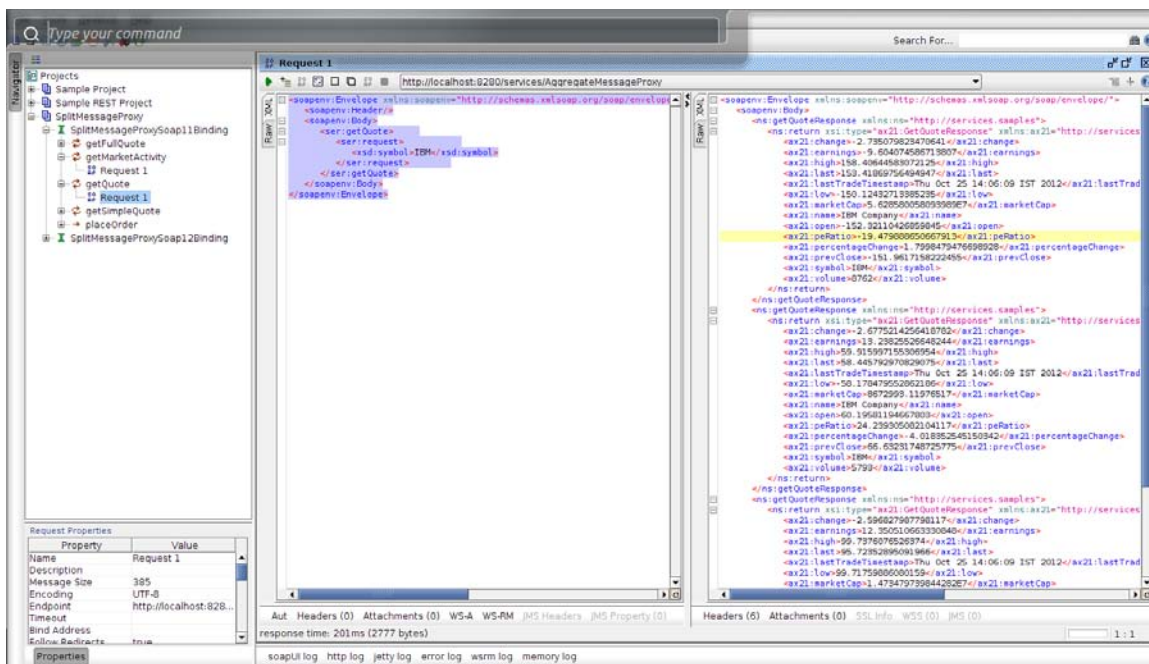 Type your command
Search For...
Navigator
Projects
Sample Project
Sample REST Project
SplitMessageProxy
SplitMessageProxySoap11Binding
getFullQuote
getMarketActivity
Request 1
getQuote
Request 1
getSimpleQuote
placeOrder
SplitMessageProxySoap12Binding
Request Properties
Property Value
Name Request 1
Description
Message Size 385
Encoding UTF-8
Endpoint http://localhost:828...
Timeout
Bind Address
Follow Redirects true
Properties
Request 1
http://localhost:8280/services/AggregateMessageProxy
XML
Raw
<soapenv:Envelope xmlns:soapenv="http://schemas.xmlsoap.org/soap/envelope
<soapenv:Header/>
<soapenv:Body>
<ser:getQuote>
<ser:request>
<xsd:symbol>IBM</xsd:symbol>
</ser:request>
</ser:getQuote>
</soapenv:Body>
</soapenv:Envelope>
Aut Headers (0) Attachments (0) WS-A WS-RM JMS Headers JMS Property (0)
response time: 201ms (2777 bytes)
XML
Raw
<soapenv:Envelope xmlns:soapenv="http://schemas.xmlsoap.org/soap/envelope/">
<soapenv:Body>
<ns:getQuoteResponse xmlns:ns="http://services.samples">
<ns:return xsi:type="ax21:GetQuoteResponse" xmlns:ax21="http://services
<ax21:change>-2.735079823470641</ax21:change>
<ax21:earnings>-9.604074586713807</ax21:earnings>
<ax21:high>158.40644583072125</ax21:high>
<ax21:last>153.41869756494947</ax21:last>
<ax21:lastTradeTimestamp>Thu Oct 25 14:06:09 IST 2012</ax21:lastTrad
<ax21:low>-150.12432713385235</ax21:low>
<ax21:marketCap>5.628580058093989E7</ax21:marketCap>
<ax21:name>IBM Company</ax21:name>
<ax21:open>-152.32110426859845</ax21:open>
<ax21:peRatio>-19.479888650667913</ax21:peRatio>
<ax21:percentageChange>1.7998479476698928</ax21:percentageChange>
<ax21:prevClose>-151.9617158222455</ax21:prevClose>
<ax21:symbol>IBM</ax21:symbol>
<ax21:volume>8762</ax21:volume>
</ns:return>
</ns:getQuoteResponse>
<ns:getQuoteResponse xmlns:ns="http://services.samples">
<ns:return xsi:type="ax21:GetQuoteResponse" xmlns:ax21="http://services
<ax21:change>-2.6775214256418782</ax21:change>
<ax21:earnings>13.23825526648244</ax21:earnings>
<ax21:high>59.915997155306954</ax21:high>
<ax21:last>58.445792970829075</ax21:last>
<ax21:lastTradeTimestamp>Thu Oct 25 14:06:09 IST 2012</ax21:lastTrad
<ax21:low>-58.178479552862186</ax21:low>
<ax21:marketCap>8672993.11976517</ax21:marketCap>
<ax21:name>IBM Company</ax21:name>
<ax21:open>60.19581194667803</ax21:open>
<ax21:peRatio>24.239305082104117</ax21:peRatio>
<ax21:percentageChange>-4.018352545150342</ax21:percentageChange>
<ax21:prevClose>66.63231748725775</ax21:prevClose>
<ax21:symbol>IBM</ax21:symbol>
<ax21:volume>5793</ax21:volume>
</ns:return>
</ns:getQuoteResponse>
<ns:getQuoteResponse xmlns:ns="http://services.samples">
<ns:return xsi:type="ax21:GetQuoteResponse" xmlns:ax21="http://services
<ax21:change>-2.596827987798117</ax21:change>
<ax21:earnings>12.350510663330848</ax21:earnings>
<ax21:high>99.7376076526374</ax21:high>
<ax21:last>95.72352895091966</ax21:last>
<ax21:lastTradeTimestamp>Thu Oct 25 14:06:09 IST 2012</ax21:lastTrad
<ax21:low>99.71759886080159</ax21:low>
<ax21:marketCap>1.4734797398442 82E7</ax21:marketCap>
Headers (6) Attachments (0) SSL Info WSS (0) JMS (0)
1 : 1
soapUI log http log jetty log error log wsrm log memory log